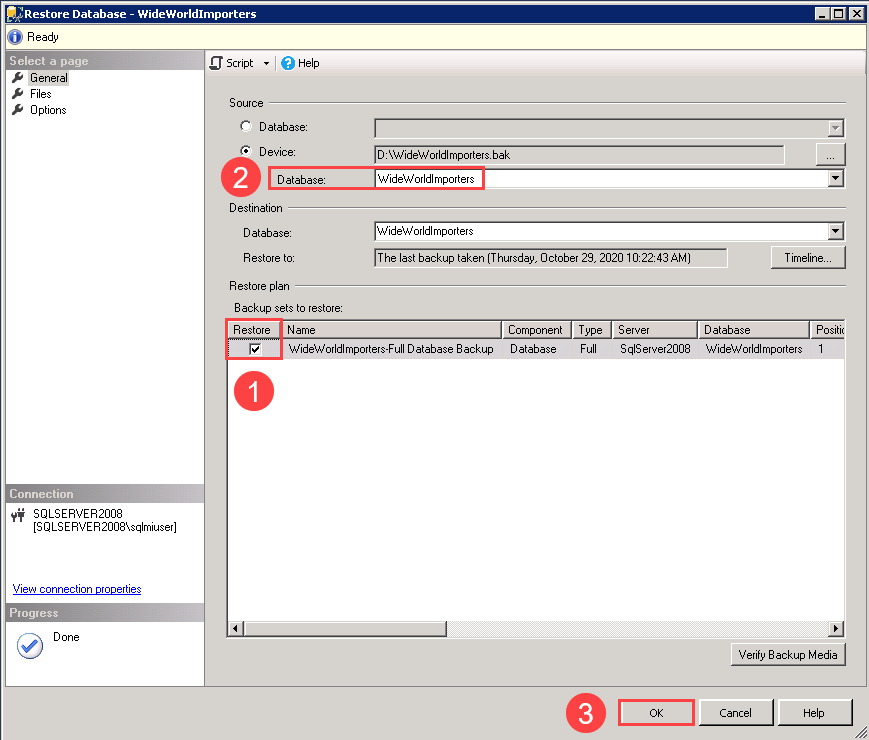 Restore Database - WideWorldImporters
Ready
Select a page
General
Files
Options
Script
Help
Source
Database:
Device:
D:\WideWorldImporters.bak
...
2
Database:
WideWorldImporters
Destination
Database:
WideWorldImporters
Restore to:
The last backup taken (Thursday, October 29, 2020 10:22:43 AM)
Timeline...
Restore plan
Backup sets to restore:
Restore Name Component Type Server Database Positic
WideWorldImporters-Full Database Backup Database Full SqlServer2008 WideWorldImporters 1
1
Connection
SQLSERVER2008
[SQLSERVER2008\sqlmiuser]
View connection properties
Progress
Done
Verify Backup Media
3
OK
Cancel
Help